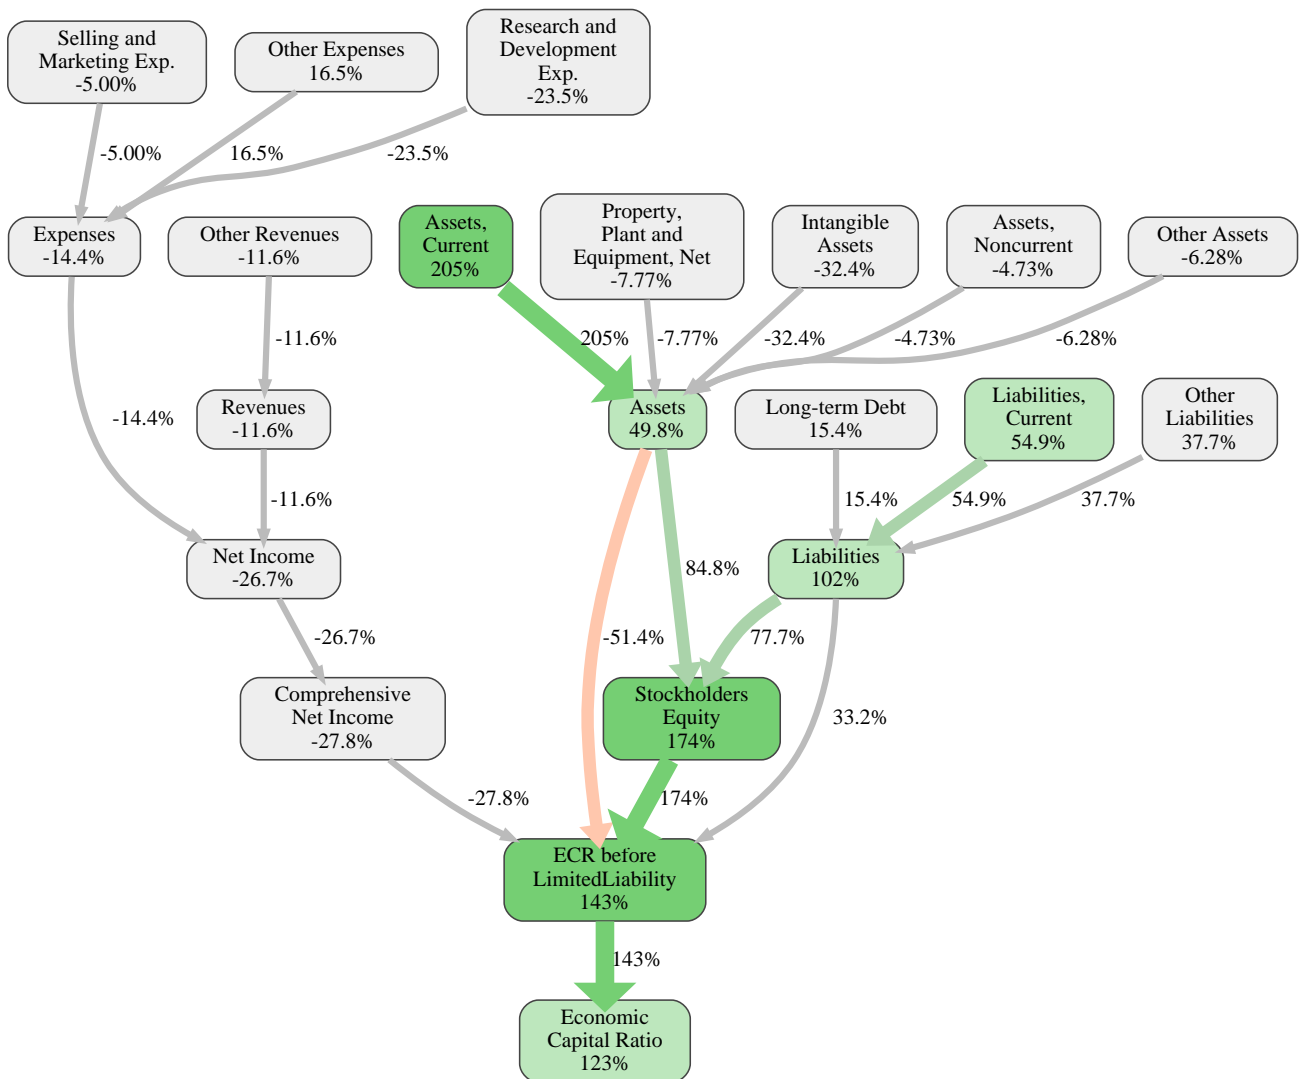 Selling and
Marketing Exp.
-5.00%
Other Expenses
16.5%
Research and
Development
Exp.
-23.5%
-5.00%
16.5%
-23.5%
Expenses
-14.4%
Other Revenues
-11.6%
Assets,
Current
205%
Property,
Plant and
Equipment, Net
-7.77%
Intangible
Assets
-32.4%
Assets,
Noncurrent
-4.73%
Other Assets
-6.28%
-11.6%
205%
-7.77%
-32.4%
-4.73%
-6.28%
-14.4%
Revenues
-11.6%
Assets
49.8%
Long-term Debt
15.4%
Liabilities,
Current
54.9%
Other
Liabilities
37.7%
-11.6%
15.4%
54.9%
37.7%
Net Income
-26.7%
84.8%
Liabilities
102%
-26.7%
-51.4%
77.7%
Comprehensive
Net Income
-27.8%
Stockholders
Equity
174%
33.2%
-27.8%
174%
ECR before
LimitedLiability
143%
143%
Economic
Capital Ratio
123%